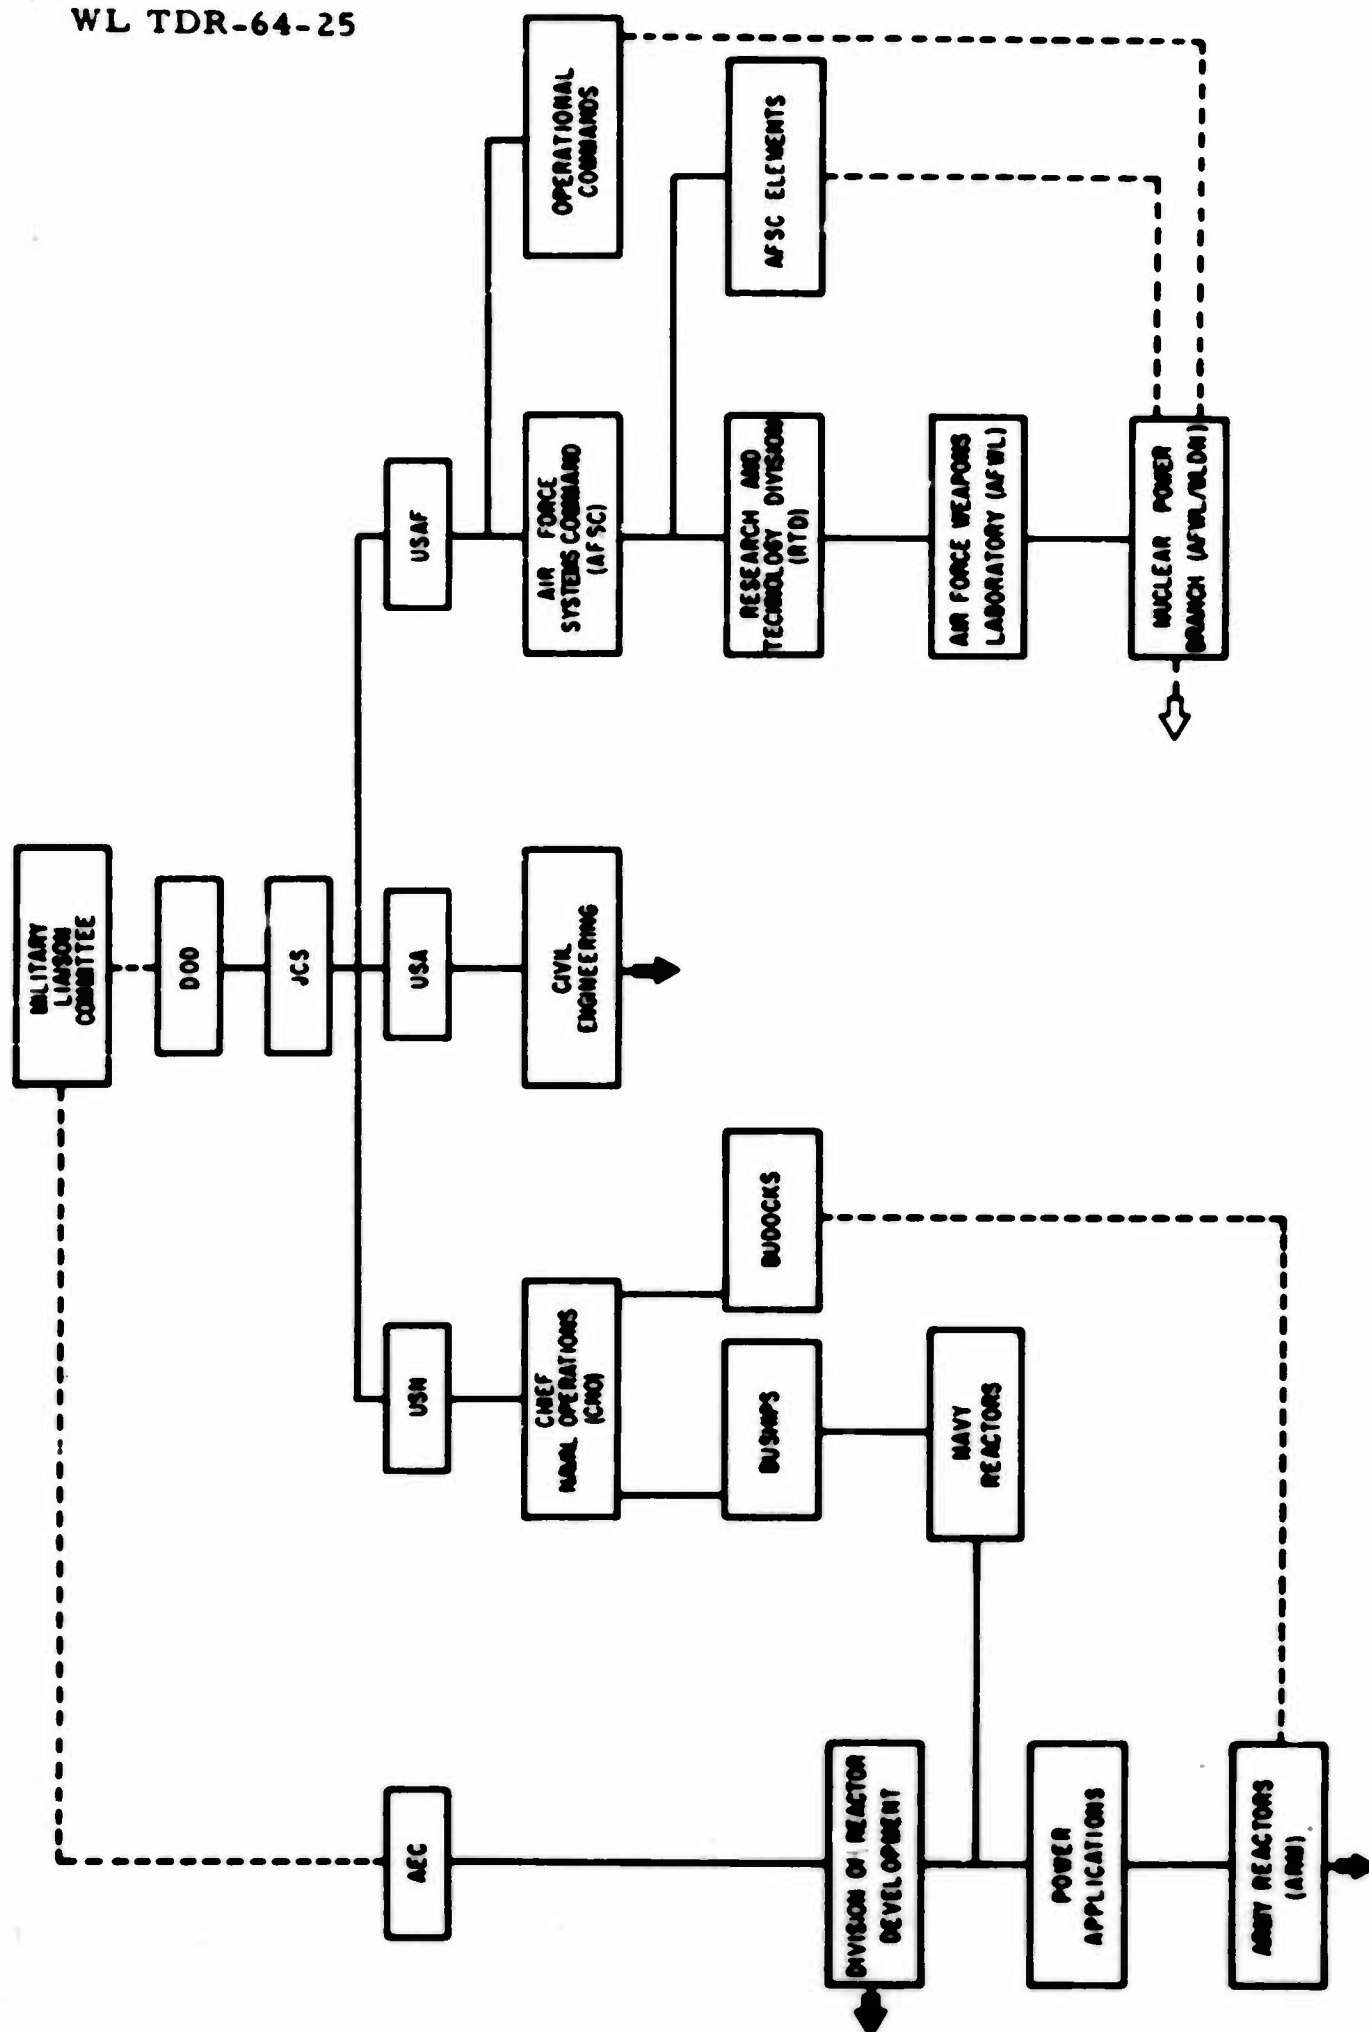 WL TDR-64-25
MILITARY
LIAISON
COMMITTEE
DOD
JCS
AEC
USN
USA
USAF
CHIEF
NAVAL OPERATIONS
(CNO)
CIVIL
ENGINEERING
AIR FORCE
SYSTEMS COMMAND
(AFSC)
OPERATIONAL
COMMANDS
BUSHIPS
BUDOCKS
RESEARCH AND
TECHNOLOGY DIVISION
(RTD)
AFSC ELEMENTS
DIVISION OF REACTOR
DEVELOPMENT
NAVY
REACTORS
AIR FORCE WEAPONS
LABORATORY (AFWL)
POWER
APPLICATIONS
NUCLEAR POWER
BRANCH (AFWL/WLDN)
ARMY REACTORS